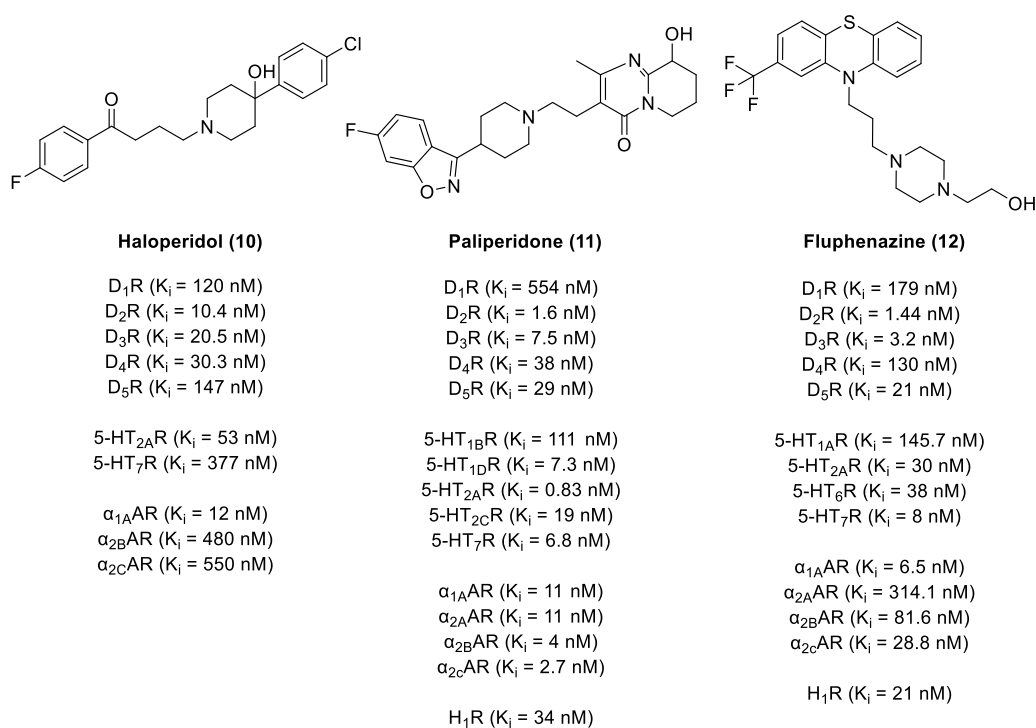 Cl
OH
O
N
F
OH
N
N
O
N
F
O
N
S
N
F
F
F
N
N
OH
Haloperidol (10)
D₁R (Kᵢ = 120 nM)
D₂R (Kᵢ = 10.4 nM)
D₃R (Kᵢ = 20.5 nM)
D₄R (Kᵢ = 30.3 nM)
D₅R (Kᵢ = 147 nM)
5-HT₂AR (Kᵢ = 53 nM)
5-HT₇R (Kᵢ = 377 nM)
α₁AAR (Kᵢ = 12 nM)
α₂BAR (Kᵢ = 480 nM)
α₂CAR (Kᵢ = 550 nM)
Paliperidone (11)
D₁R (Kᵢ = 554 nM)
D₂R (Kᵢ = 1.6 nM)
D₃R (Kᵢ = 7.5 nM)
D₄R (Kᵢ = 38 nM)
D₅R (Kᵢ = 29 nM)
5-HT₁BR (Kᵢ = 111 nM)
5-HT₁DR (Kᵢ = 7.3 nM)
5-HT₂AR (Kᵢ = 0.83 nM)
5-HT₂CR (Kᵢ = 19 nM)
5-HT₇R (Kᵢ = 6.8 nM)
α₁AAR (Kᵢ = 11 nM)
α₂AAR (Kᵢ = 11 nM)
α₂BAR (Kᵢ = 4 nM)
α₂cAR (Kᵢ = 2.7 nM)
H₁R (Kᵢ = 34 nM)
Fluphenazine (12)
D₁R (Kᵢ = 179 nM)
D₂R (Kᵢ = 1.44 nM)
D₃R (Kᵢ = 3.2 nM)
D₄R (Kᵢ = 130 nM)
D₅R (Kᵢ = 21 nM)
5-HT₁AR (Kᵢ = 145.7 nM)
5-HT₂AR (Kᵢ = 30 nM)
5-HT₆R (Kᵢ = 38 nM)
5-HT₇R (Kᵢ = 8 nM)
α₁AAR (Kᵢ = 6.5 nM)
α₂AAR (Kᵢ = 314.1 nM)
α₂BAR (Kᵢ = 81.6 nM)
α₂cAR (Kᵢ = 28.8 nM)
H₁R (Kᵢ = 21 nM)